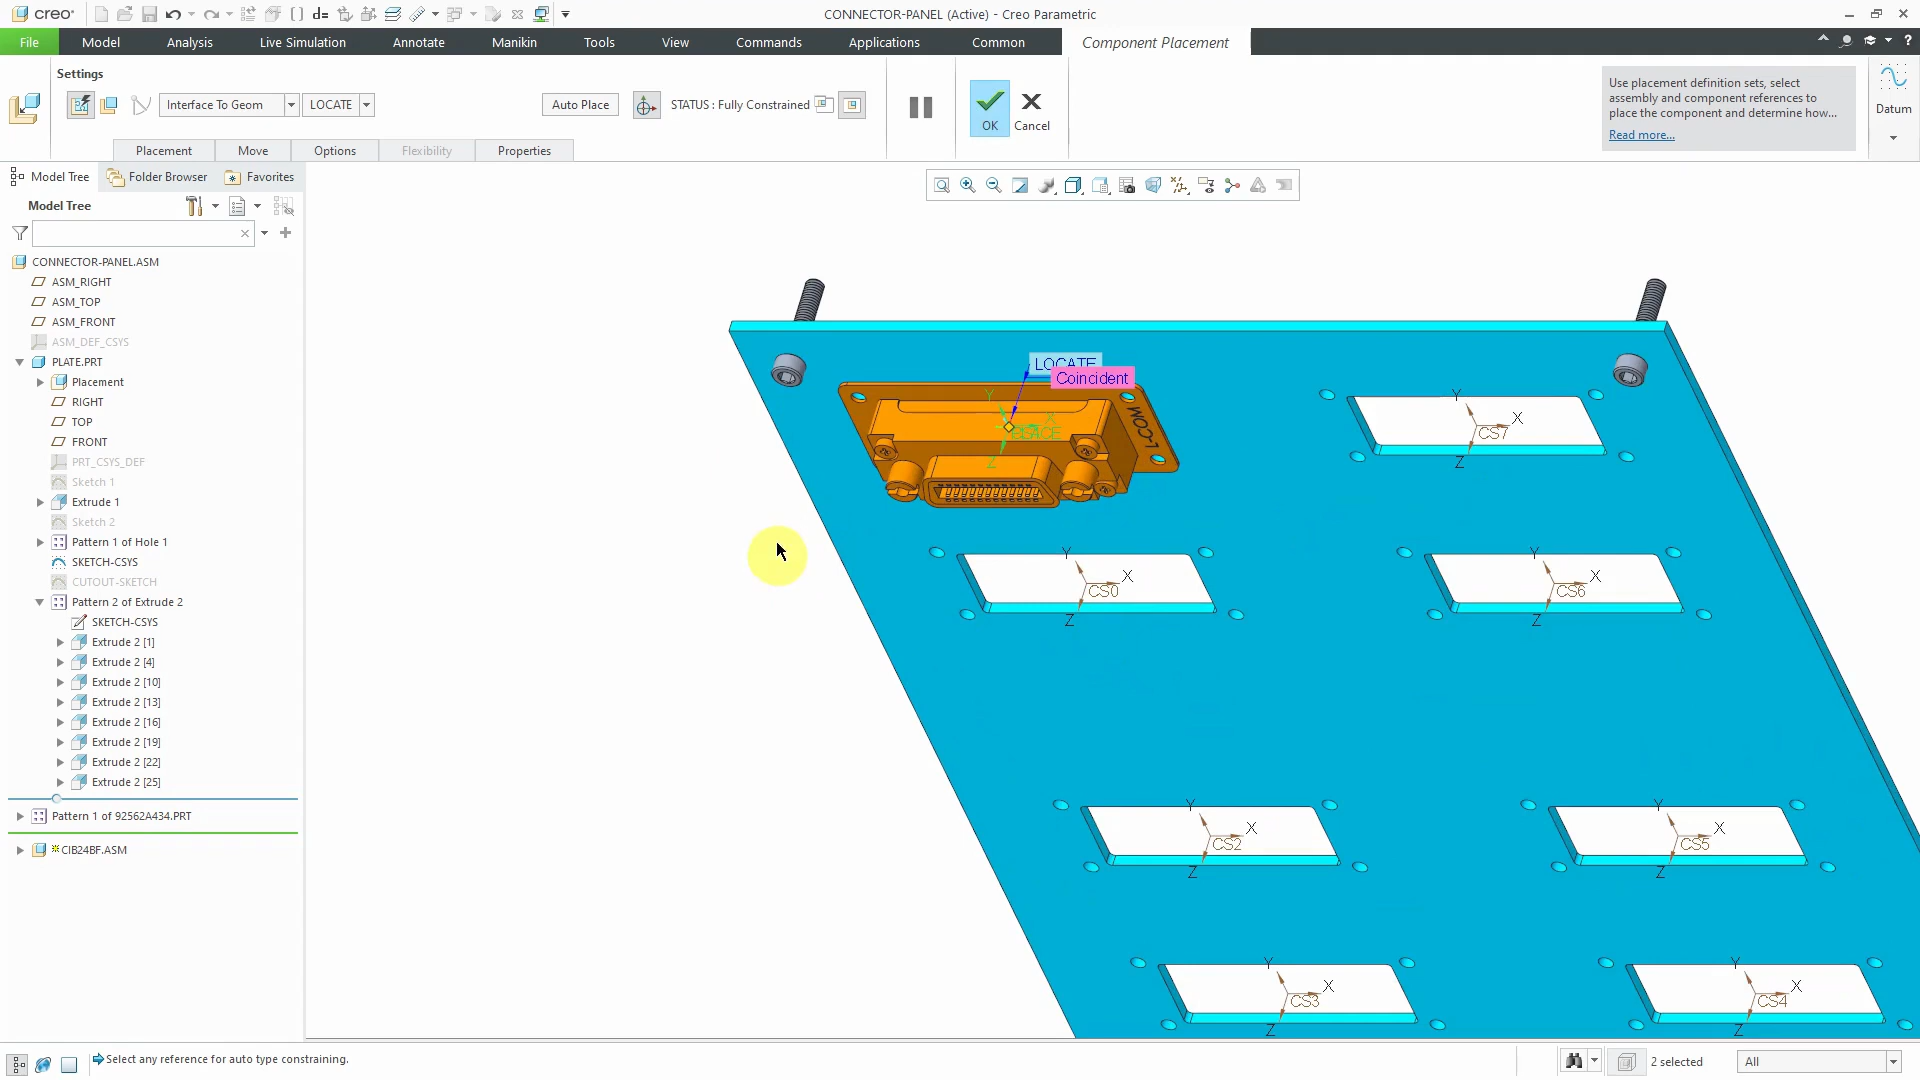 creo
CONNECTOR-PANEL (Active) - Creo Parametric
File Model Analysis Live Simulation Annotate Manikin Tools View Commands Applications Common Component Placement
Settings
Interface To Geom LOCATE Auto Place STATUS : Fully Constrained OK Cancel
Use placement definition sets, select
assembly and component references to
place the component and determine how...
Read more...
Datum
Placement Move Options Flexibility Properties
Model Tree Folder Browser Favorites
Model Tree
CONNECTOR-PANEL.ASM
ASM_RIGHT
ASM_TOP
ASM_FRONT
ASM_DEF_CSYS
PLATE.PRT
Placement
RIGHT
TOP
FRONT
PRT_CSYS_DEF
Sketch 1
Extrude 1
Sketch 2
Pattern 1 of Hole 1
SKETCH-CSYS
CUTOUT-SKETCH
Pattern 2 of Extrude 2
SKETCH-CSYS
Extrude 2 [1]
Extrude 2 [4]
Extrude 2 [10]
Extrude 2 [13]
Extrude 2 [16]
Extrude 2 [19]
Extrude 2 [22]
Extrude 2 [25]
Pattern 1 of 92562A434.PRT
CIB24BF.ASM
LOCATE
Coincident
L-COM
Y X Z
Y X CS7 Z
Y X CS0 Z
Y X CS6 Z
Y X CS2 Z
Y X CS5 Z
Y X CS3 Z
Y X CS4 Z
Select any reference for auto type constraining.
2 selected
All